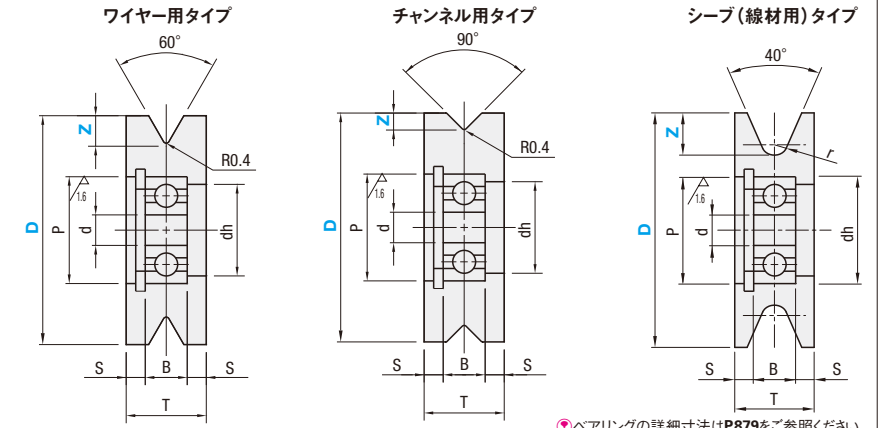 ワイヤー用タイプ
60°
Z
R0.4
1.6
D
P
d
dh
S
B
S
T
チャンネル用タイプ
90°
Z
R0.4
1.6
D
P
d
dh
S
B
S
T
シーブ(線材用)タイプ
40°
Z
r
1.6
D
P
d
dh
S
B
S
T
ベアリングの詳細寸法はP879をご参照ください